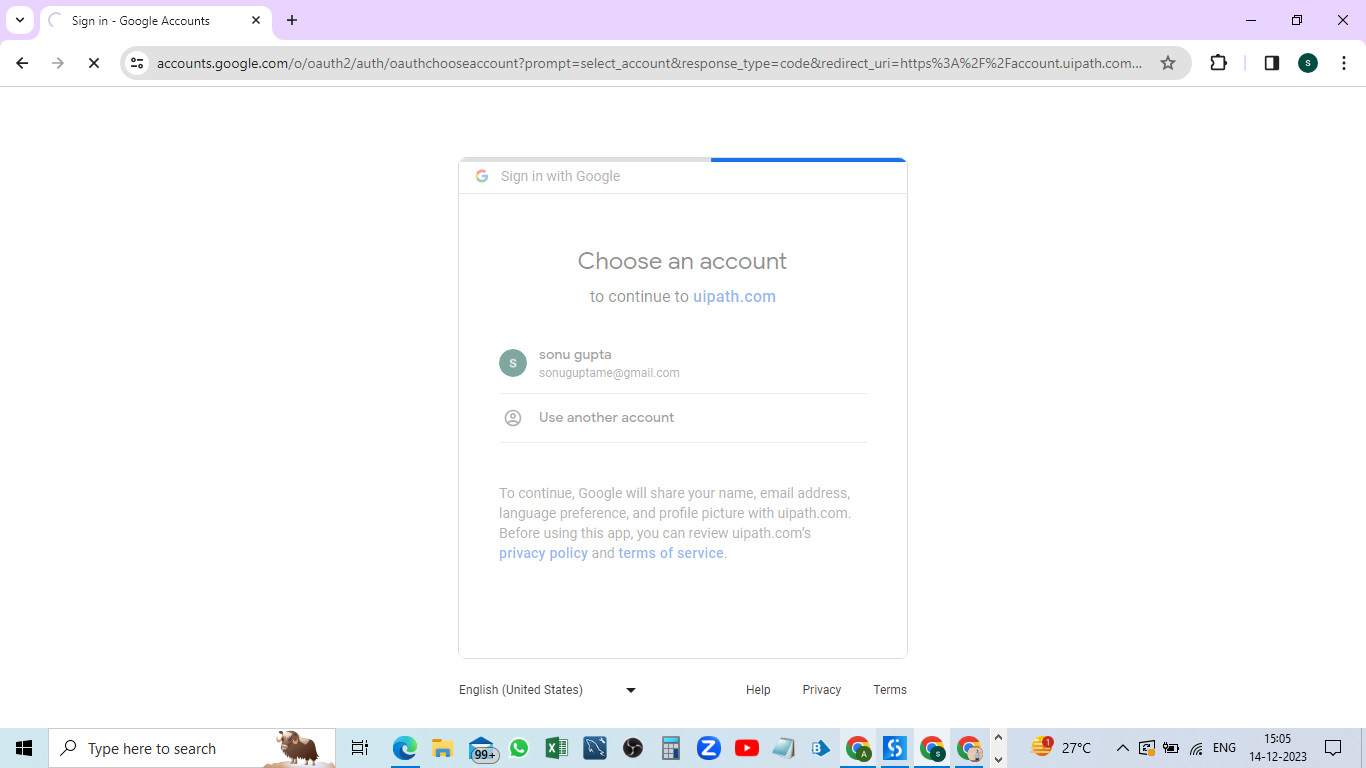 Sign in - Google Accounts
accounts.google.com/o/oauth2/auth/oauthchooseaccount?prompt=select_account&response_type=code&redirect_uri=https%3A%2F%2Faccount.uipath.com...
S
Sign in with Google
Choose an account
to continue to uipath.com
S
sonu gupta
sonuguptame@gmail.com
Use another account
To continue, Google will share your name, email address,
language preference, and profile picture with uipath.com.
Before using this app, you can review uipath.com's
privacy policy and terms of service.
English (United States)
Help
Privacy
Terms
Type here to search
99+
A
S
1
27°C
ENG
15:05
14-12-2023